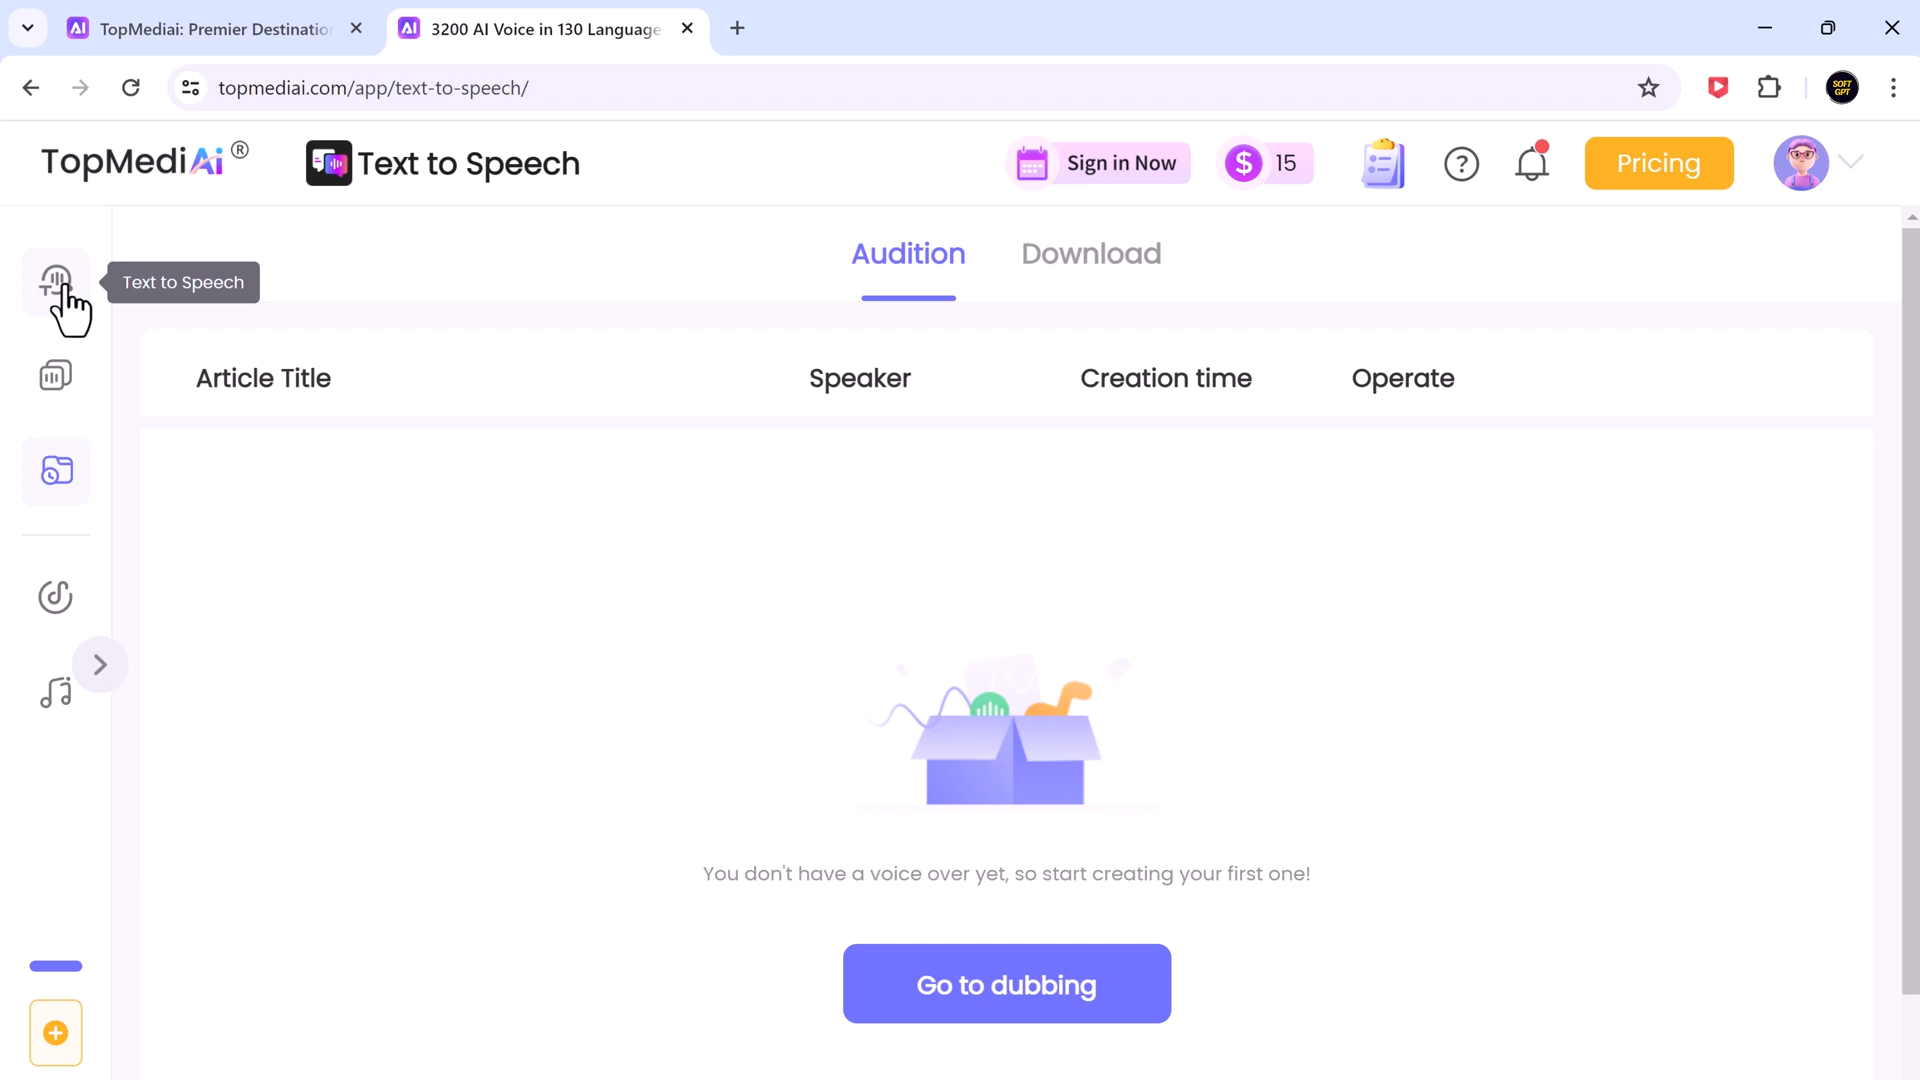 TopMediai: Premier Destinatio
3200 AI Voice in 130 Language
topmediai.com/app/text-to-speech/
SOFT
GPT
TopMediAi ®
Text to Speech
Sign in Now
$ 15
Pricing
Audition
Download
Text to Speech
Article Title
Speaker
Creation time
Operate
You don't have a voice over yet, so start creating your first one!
Go to dubbing